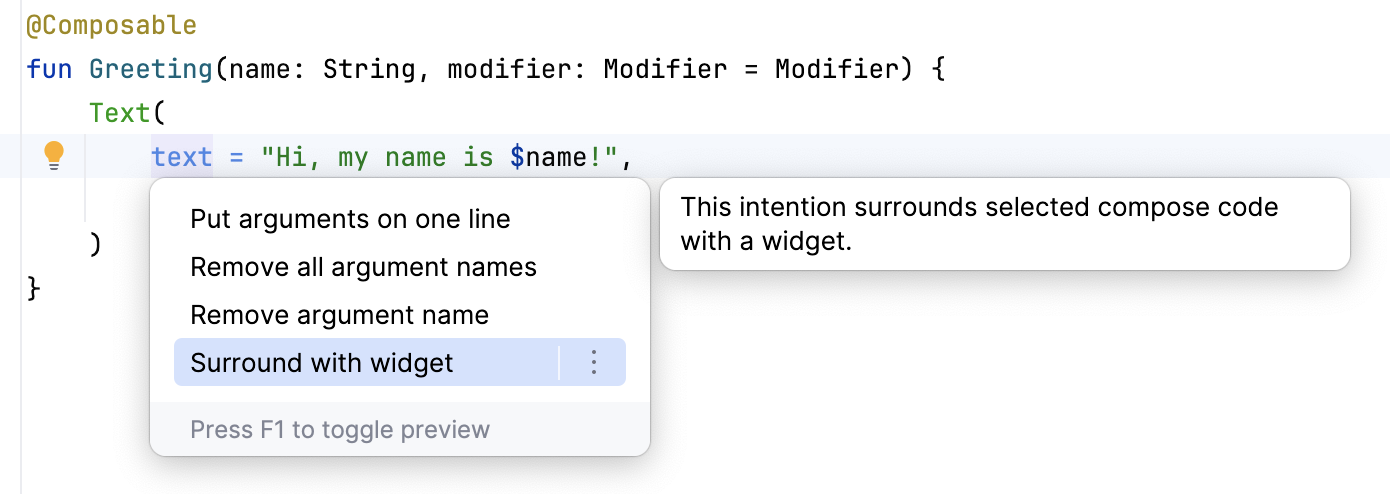 @Composable
fun Greeting(name: String, modifier: Modifier = Modifier) {
Text(
text = "Hi, my name is $name!",
)
}
Put arguments on one line
Remove all argument names
Remove argument name
Surround with widget
Press F1 to toggle preview
This intention surrounds selected compose code
with a widget.